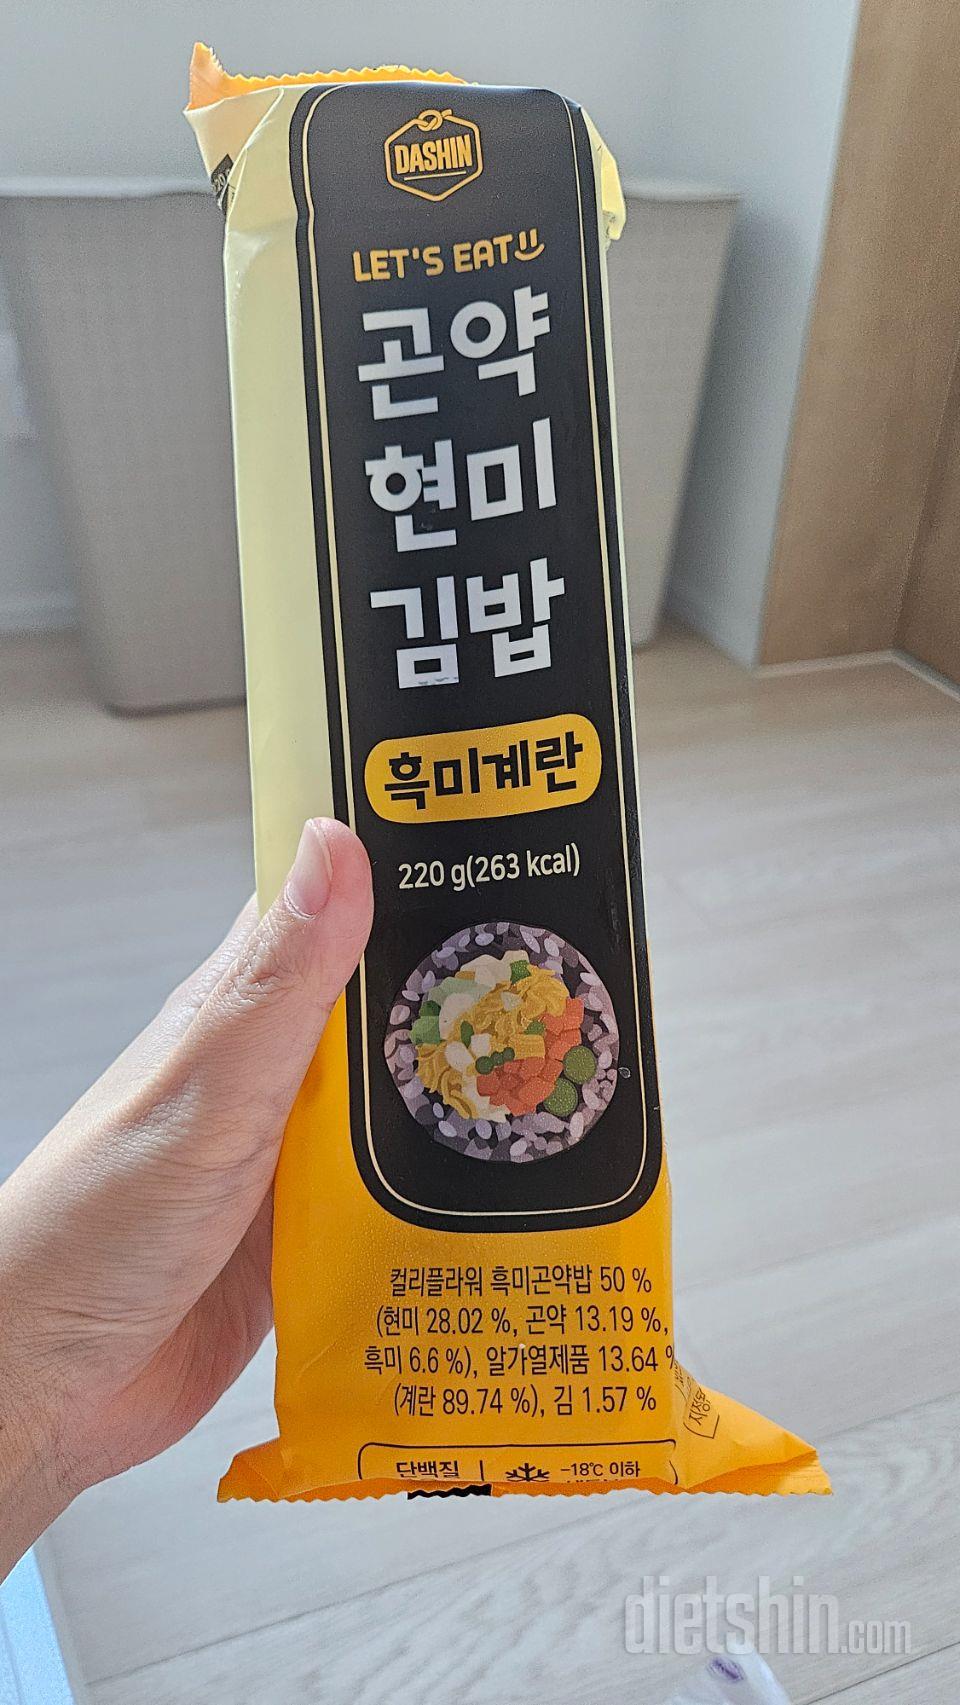 DASHIN
LET'S EAT
곤약
현미
김밥
흑미계란
220 g(263 kcal)
컬리플라워 흑미곤약밥 50 %
(현미 28.02 %, 곤약 13.19 %,
흑미 6.6 %), 알가열제품 13.64 %
(계란 89.74 %), 김 1.57 %
단백질
-18℃ 이하
dietshin.com